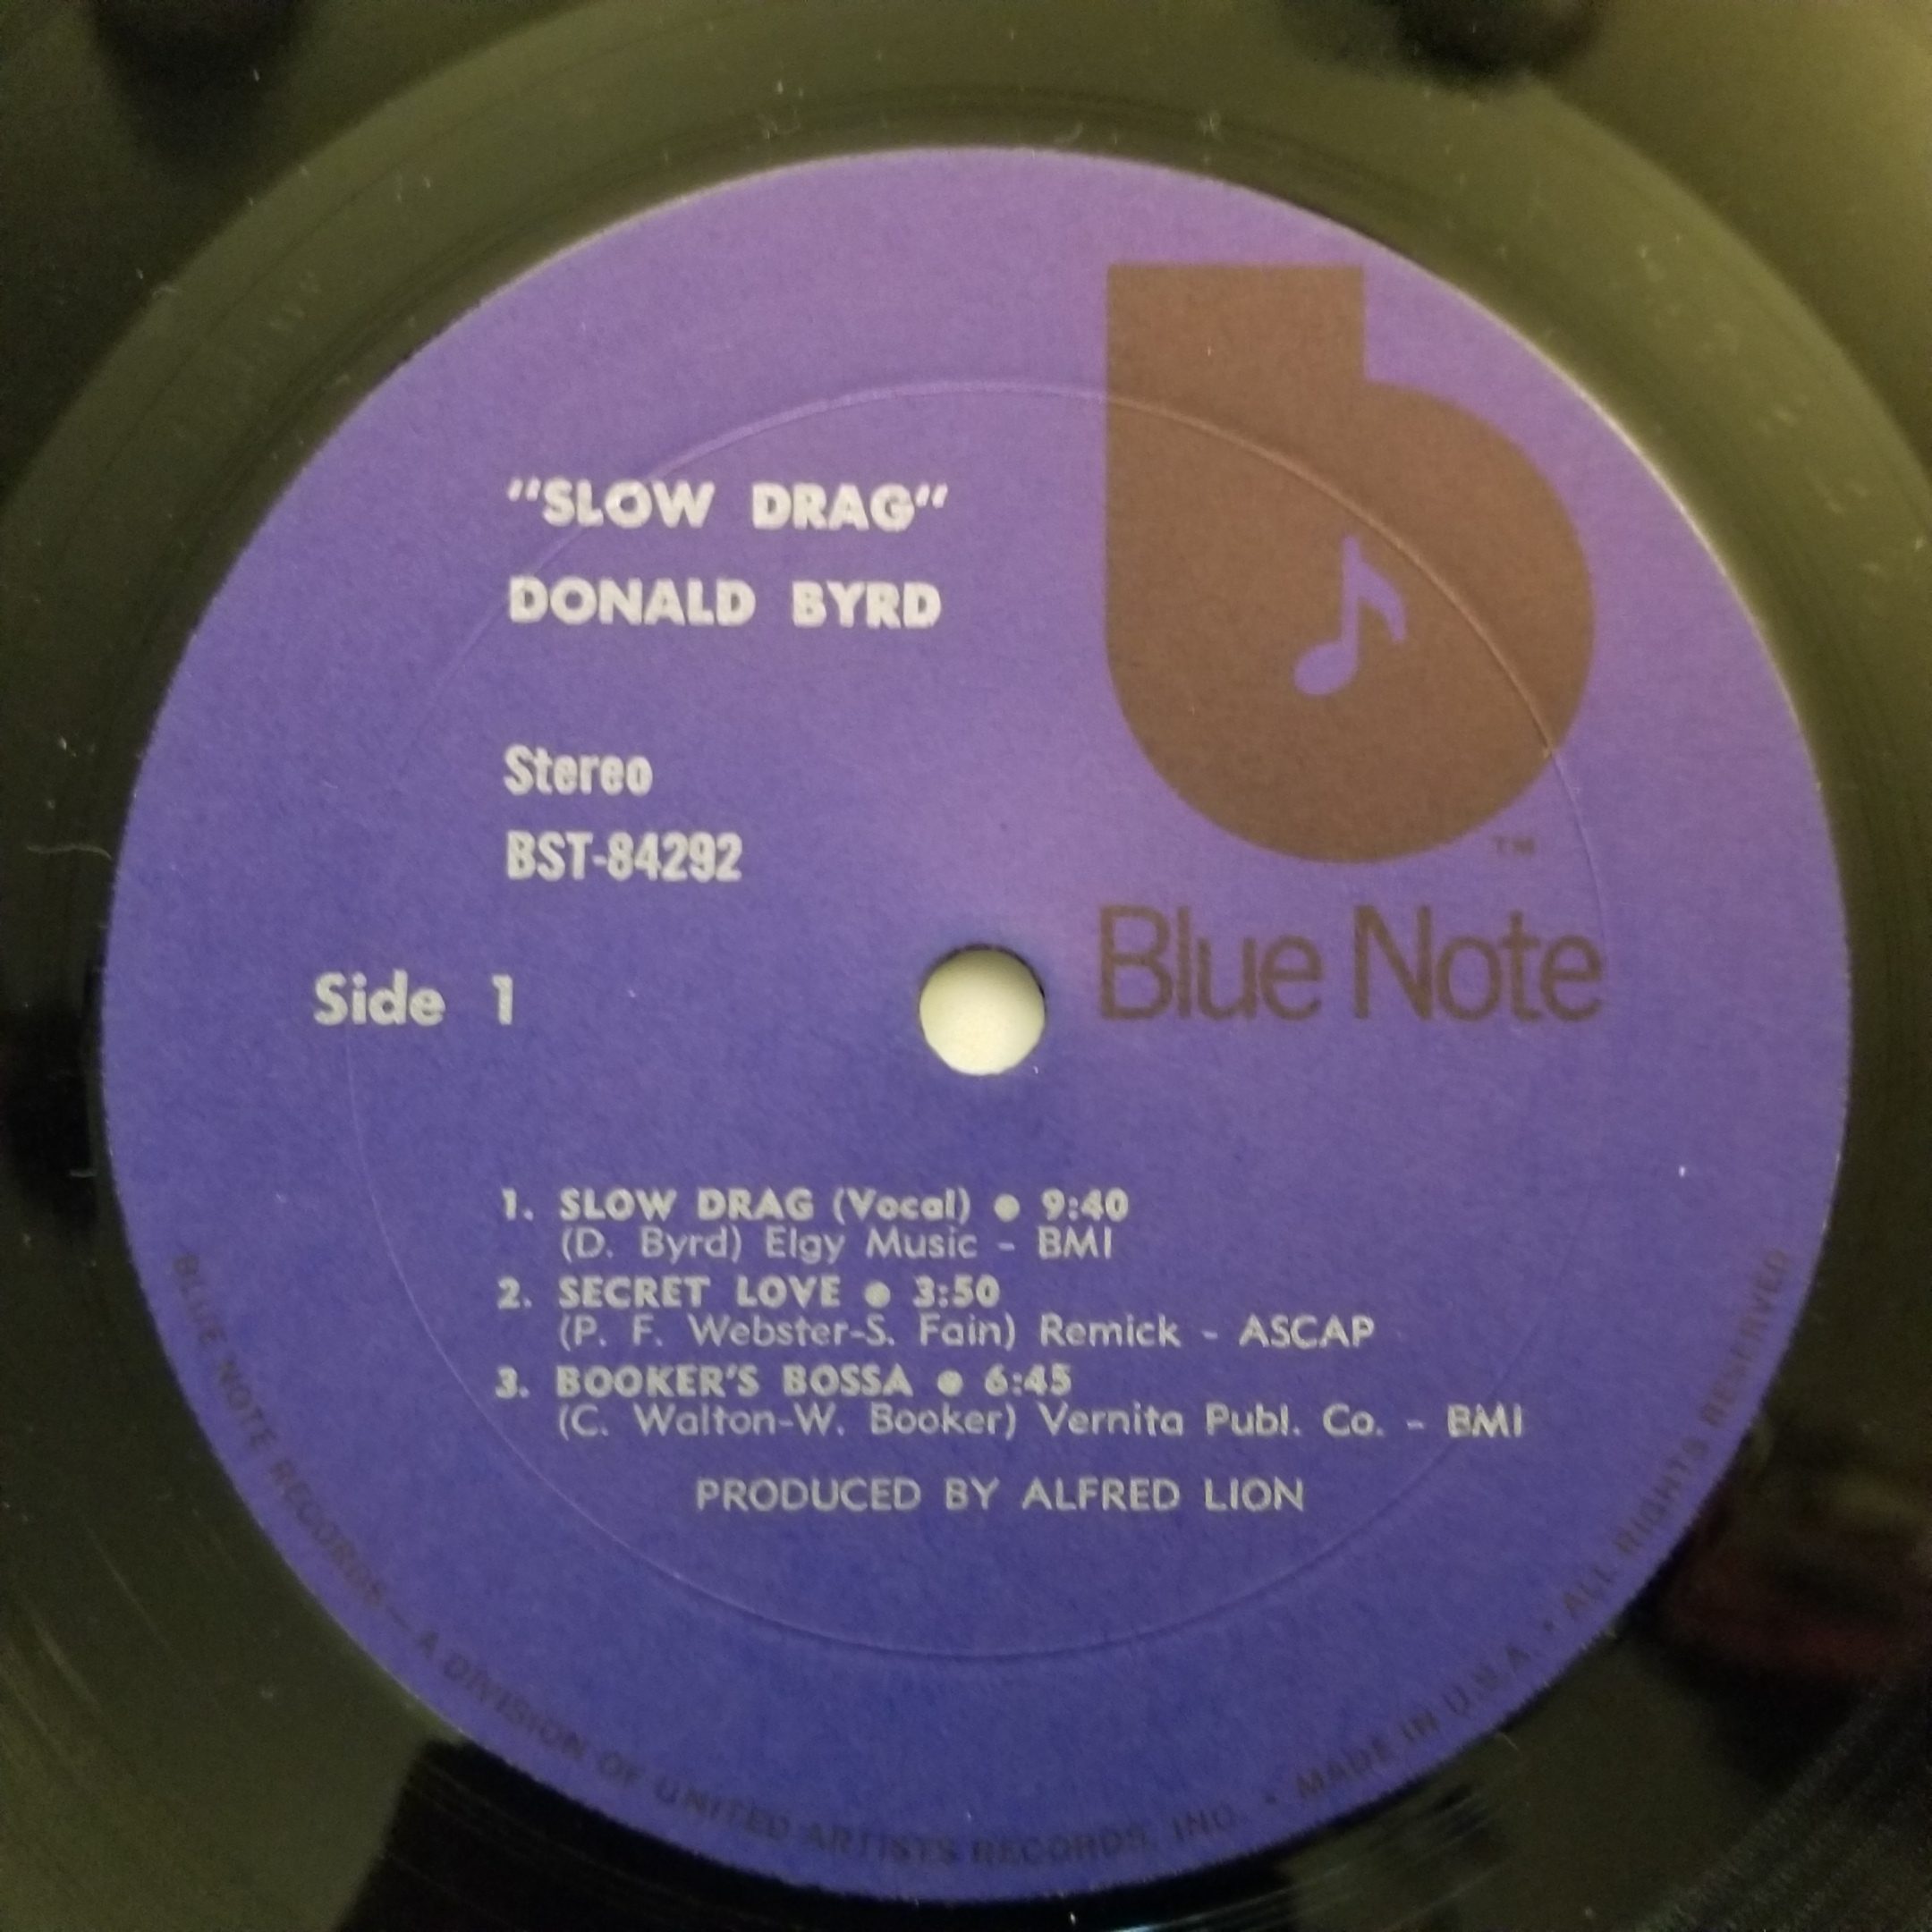 "SLOW DRAG"
DONALD BYRD
Stereo
BST-84292
TM
Blue Note
Side 1
1. SLOW DRAG (Vocal) ● 9:40
(D. Byrd) Elgy Music - BMI
2. SECRET LOVE ● 3:50
(P. F. Webster-S. Fain) Remick - ASCAP
3. BOOKER'S BOSSA ● 6:45
(C. Walton-W. Booker) Vernita Publ. Co. - BMI
PRODUCED BY ALFRED LION
BLUE NOTE RECORDS — A DIVISION OF UNITED ARTISTS RECORDS, INC. • MADE IN U.S.A. • ALL RIGHTS RESERVED